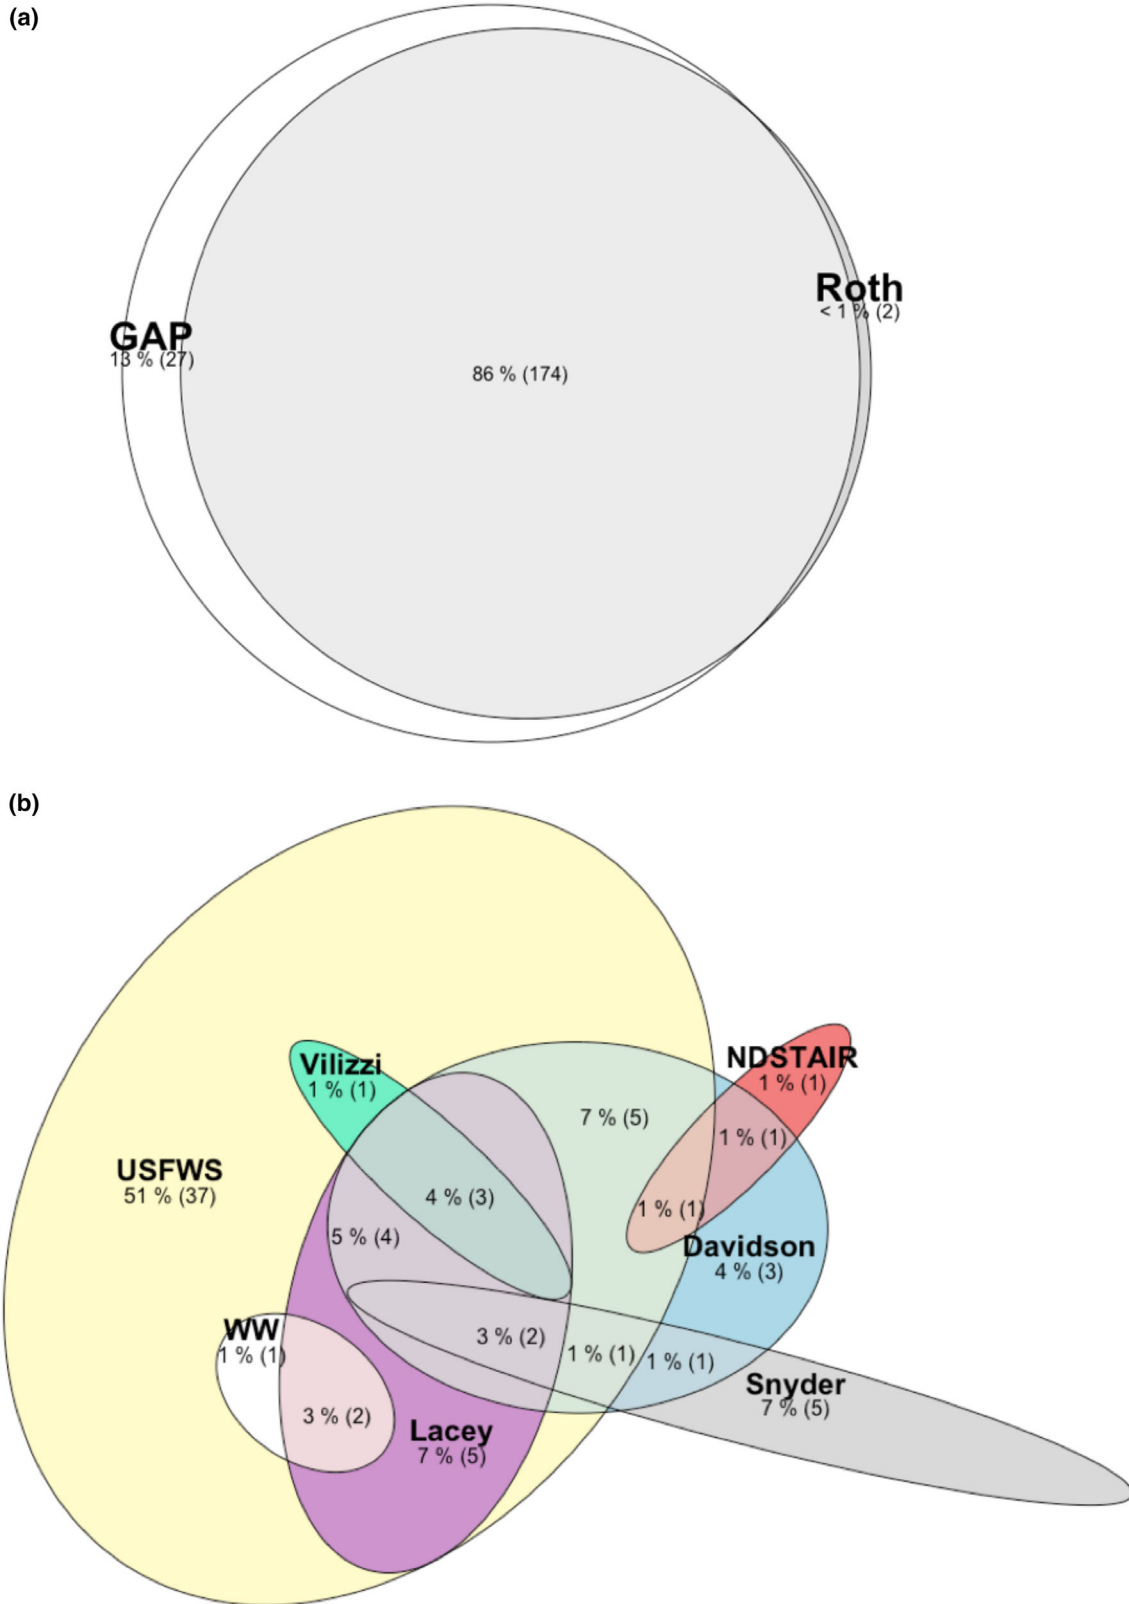 (a)
Roth
< 1 % (2)
GAP
13 % (27)
86 % (174)
(b)
Vilizzi
1 % (1)
NDSTAIR
1 % (1)
7 % (5)
1 % (1)
USFWS
51 % (37)
4 % (3)
1 % (1)
5 % (4)
Davidson
4 % (3)
WW
1 % (1)
3 % (2)
1 % (1)
1 % (1)
Snyder
7 % (5)
3 % (2)
Lacey
7 % (5)